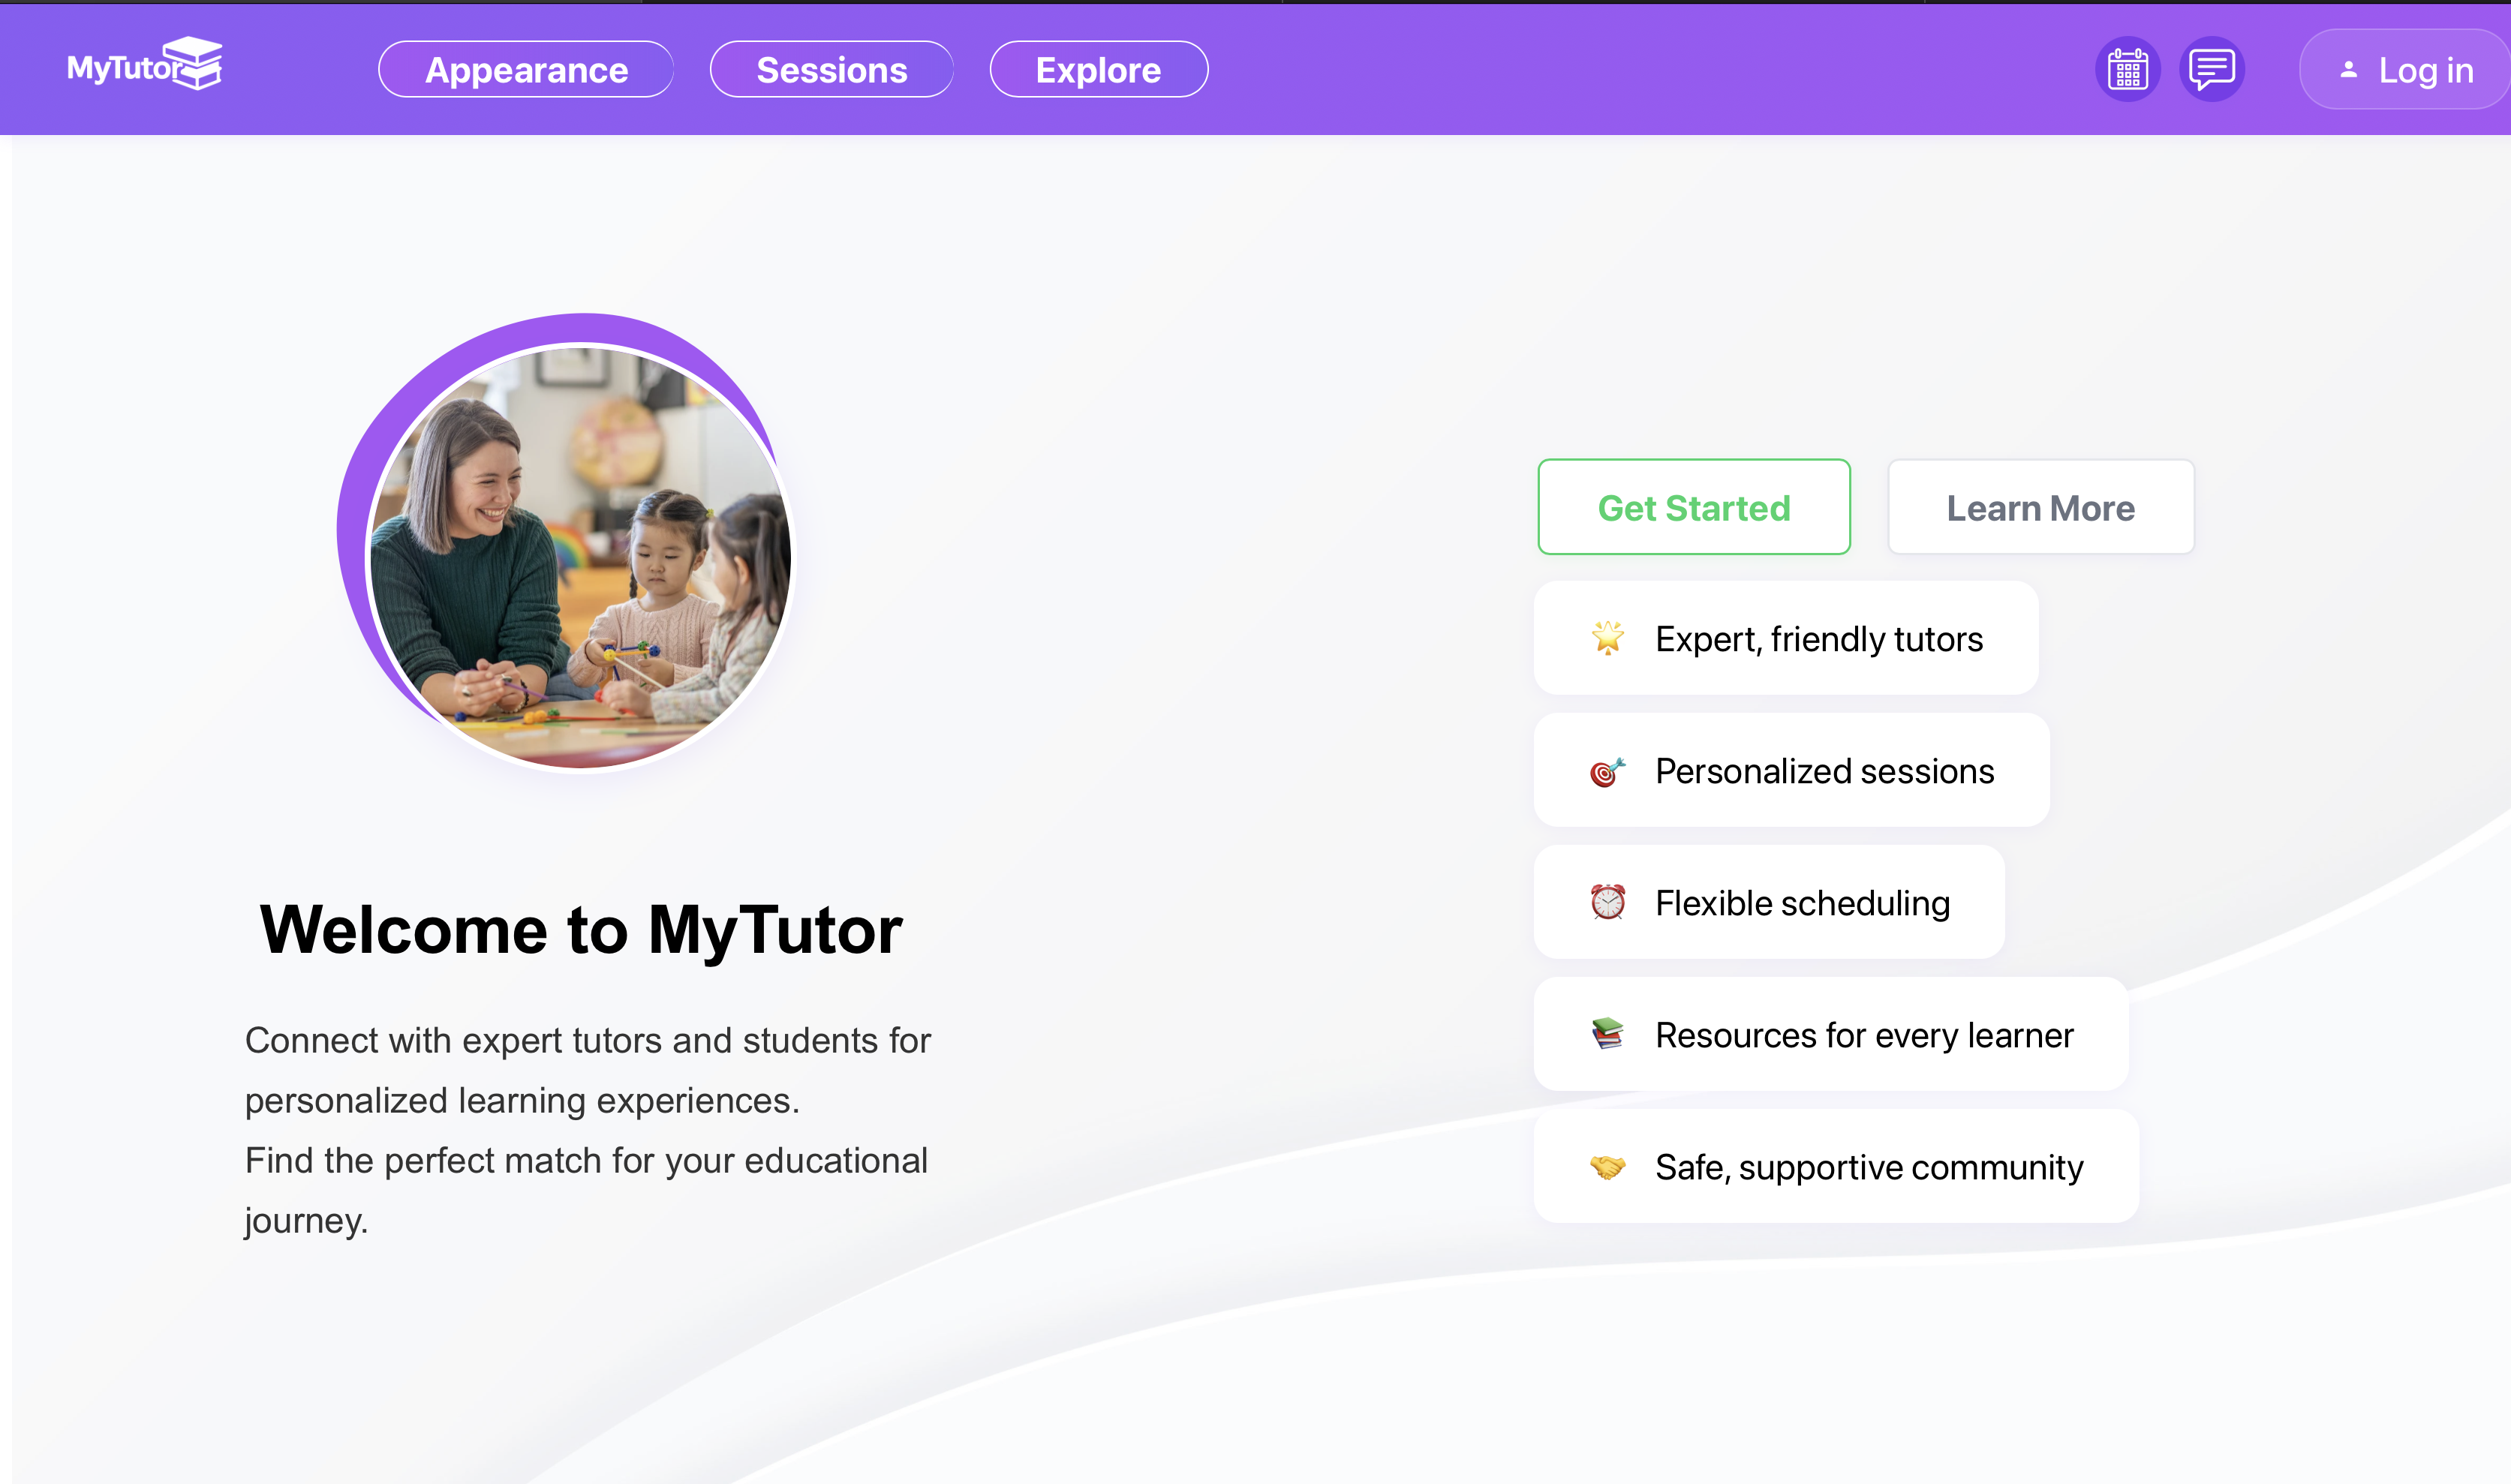 MyTutor
Appearance
Sessions
Explore
Log in
Welcome to MyTutor
Connect with expert tutors and students for
personalized learning experiences.
Find the perfect match for your educational
journey.
Get Started
Learn More
Expert, friendly tutors
Personalized sessions
Flexible scheduling
Resources for every learner
Safe, supportive community